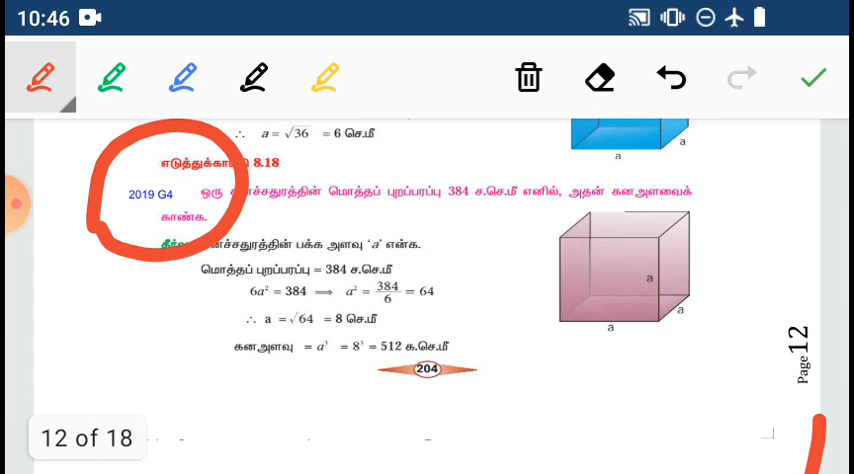 10:46
a
a
∴ a = √36 = 6 செ.மீ
எடுத்துக்காட்டு 8.18
2019 G4 ஒரு கனச்சதுரத்தின் மொத்தப் புறப்பரப்பு 384 ச.செ.மீ எனில், அதன் கனஅளவைக்
காண்க.
கனச்சதுரத்தின் பக்க அளவு ‘a’ என்க.
மொத்தப் புறப்பரப்பு = 384 ச.செ.மீ
6a² = 384 ⟹ a² = 384/6 = 64
∴ a = √64 = 8 செ.மீ
கனஅளவு = a³ = 8³ = 512 க.செ.மீ
a
a
a
204
Page 12
12 of 18